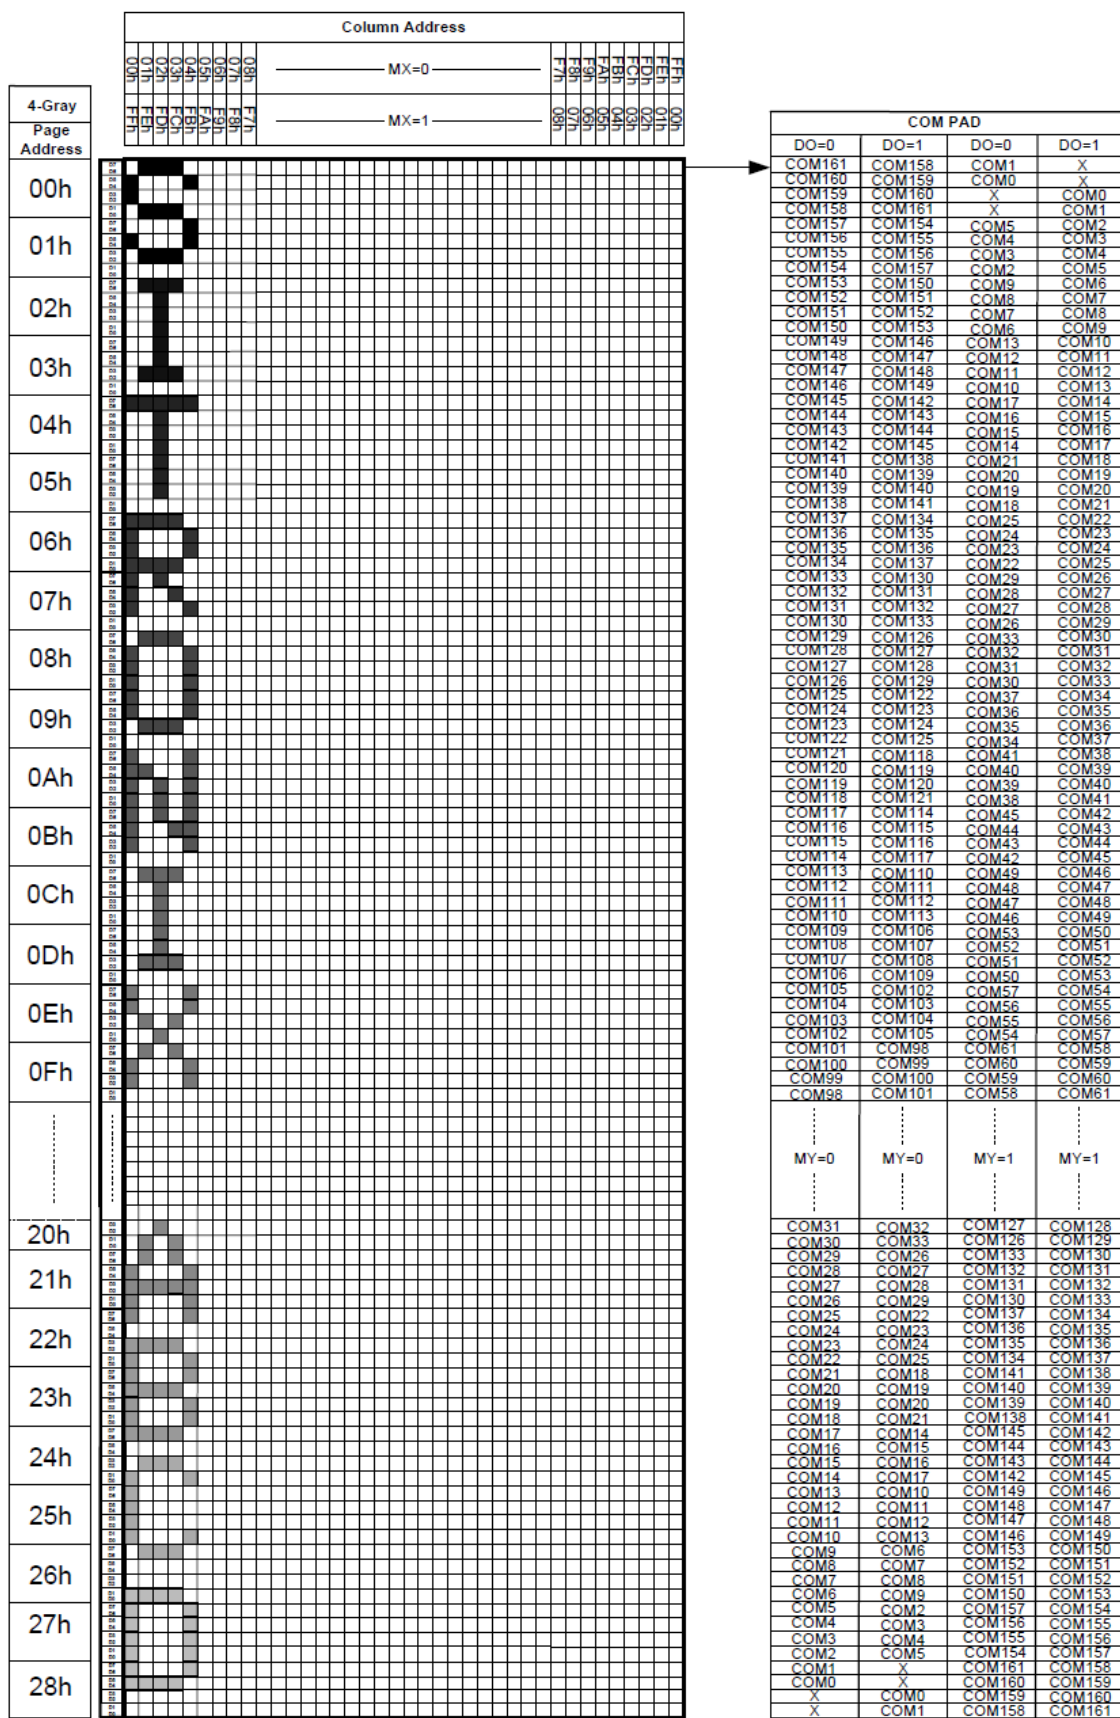 Column Address
00h 01h 02h 03h 04h 05h 06h 07h 08h MX=0 F7h F8h F9h FAh FBh FCh FDh FEh FFh
FFh FEh FDh FCh FBh FAh F9h F8h F7h MX=1 08h 07h 06h 05h 04h 03h 02h 01h 00h
4-Gray
Page
Address
00h
01h
02h
03h
04h
05h
06h
07h
08h
09h
0Ah
0Bh
0Ch
0Dh
0Eh
0Fh
20h
21h
22h
23h
24h
25h
26h
27h
28h
COM PAD
DO=0 DO=1 DO=0 DO=1
COM161 COM158 COM1 X
COM160 COM159 COM0 X
COM159 COM160 X COM0
COM158 COM161 X COM1
COM157 COM154 COM5 COM2
COM156 COM155 COM4 COM3
COM155 COM156 COM3 COM4
COM154 COM157 COM2 COM5
COM153 COM150 COM9 COM6
COM152 COM151 COM8 COM7
COM151 COM152 COM7 COM8
COM150 COM153 COM6 COM9
COM149 COM146 COM13 COM10
COM148 COM147 COM12 COM11
COM147 COM148 COM11 COM12
COM146 COM149 COM10 COM13
COM145 COM142 COM17 COM14
COM144 COM143 COM16 COM15
COM143 COM144 COM15 COM16
COM142 COM145 COM14 COM17
COM141 COM138 COM21 COM18
COM140 COM139 COM20 COM19
COM139 COM140 COM19 COM20
COM138 COM141 COM18 COM21
COM137 COM134 COM25 COM22
COM136 COM135 COM24 COM23
COM135 COM136 COM23 COM24
COM134 COM137 COM22 COM25
COM133 COM130 COM29 COM26
COM132 COM131 COM28 COM27
COM131 COM132 COM27 COM28
COM130 COM133 COM26 COM29
COM129 COM126 COM33 COM30
COM128 COM127 COM32 COM31
COM127 COM128 COM31 COM32
COM126 COM129 COM30 COM33
COM125 COM122 COM37 COM34
COM124 COM123 COM36 COM35
COM123 COM124 COM35 COM36
COM122 COM125 COM34 COM37
COM121 COM118 COM41 COM38
COM120 COM119 COM40 COM39
COM119 COM120 COM39 COM40
COM118 COM121 COM38 COM41
COM117 COM114 COM45 COM42
COM116 COM115 COM44 COM43
COM115 COM116 COM43 COM44
COM114 COM117 COM42 COM45
COM113 COM110 COM49 COM46
COM112 COM111 COM48 COM47
COM111 COM112 COM47 COM48
COM110 COM113 COM46 COM49
COM109 COM106 COM53 COM50
COM108 COM107 COM52 COM51
COM107 COM108 COM51 COM52
COM106 COM109 COM50 COM53
COM105 COM102 COM57 COM54
COM104 COM103 COM56 COM55
COM103 COM104 COM55 COM56
COM102 COM105 COM54 COM57
COM101 COM98 COM61 COM58
COM100 COM99 COM60 COM59
COM99 COM100 COM59 COM60
COM98 COM101 COM58 COM61
MY=0 MY=0 MY=1 MY=1
COM31 COM32 COM127 COM128
COM30 COM33 COM126 COM129
COM29 COM26 COM133 COM130
COM28 COM27 COM132 COM131
COM27 COM28 COM131 COM132
COM26 COM29 COM130 COM133
COM25 COM22 COM137 COM134
COM24 COM23 COM136 COM135
COM23 COM24 COM135 COM136
COM22 COM25 COM134 COM137
COM21 COM18 COM141 COM138
COM20 COM19 COM140 COM139
COM19 COM20 COM139 COM140
COM18 COM21 COM138 COM141
COM17 COM14 COM145 COM142
COM16 COM15 COM144 COM143
COM15 COM16 COM143 COM144
COM14 COM17 COM142 COM145
COM13 COM10 COM149 COM146
COM12 COM11 COM148 COM147
COM11 COM12 COM147 COM148
COM10 COM13 COM146 COM149
COM9 COM6 COM153 COM150
COM8 COM7 COM152 COM151
COM7 COM8 COM151 COM152
COM6 COM9 COM150 COM153
COM5 COM2 COM157 COM154
COM4 COM3 COM156 COM155
COM3 COM4 COM155 COM156
COM2 COM5 COM154 COM157
COM1 X COM161 COM158
COM0 X COM160 COM159
X COM0 COM159 COM160
X COM1 COM158 COM161